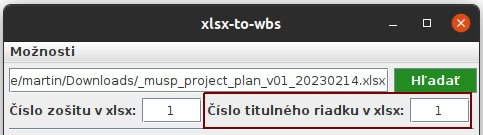 xlsx-to-wbs
Možnosti
e/martin/Downloads/_musp_project_plan_v01_20230214.xlsx Hľadať
Číslo zošitu v xlsx: 1 Číslo titulného riadku v xlsx: 1